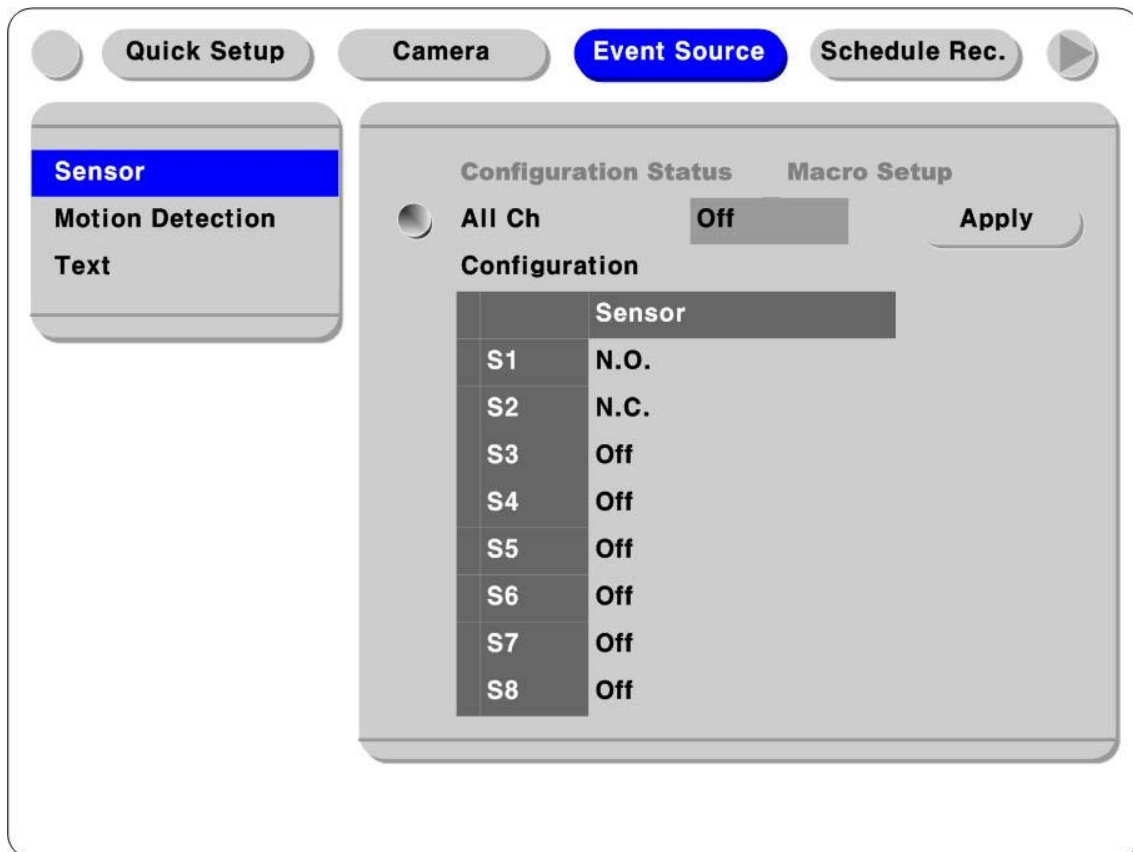 Quick Setup Camera Event Source Schedule Rec.
Sensor
Motion Detection
Text
Configuration Status Macro Setup
All Ch Off Apply
Configuration
Sensor
S1 N.O.
S2 N.C.
S3 Off
S4 Off
S5 Off
S6 Off
S7 Off
S8 Off